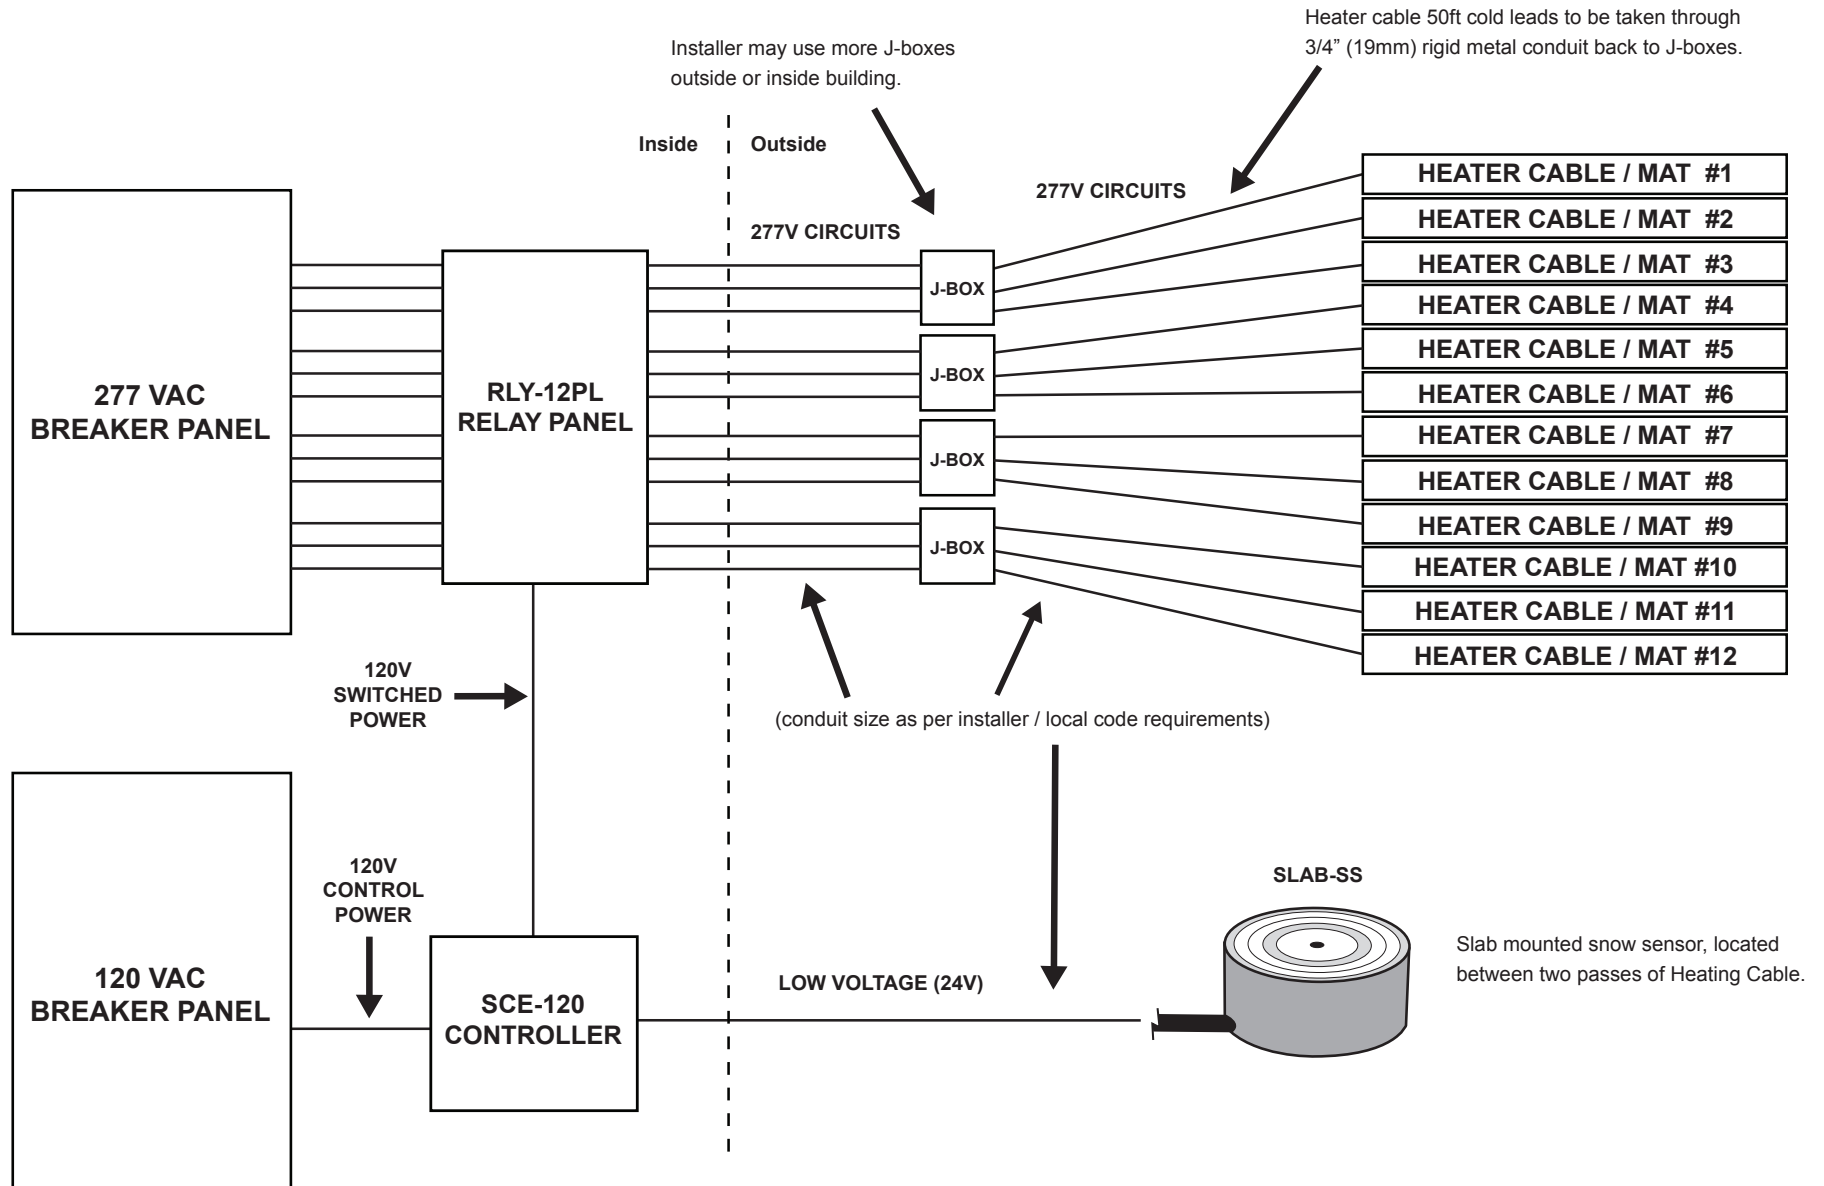 Heater cable 50ft cold leads to be taken through
3/4” (19mm) rigid metal conduit back to J-boxes.
Installer may use more J-boxes
outside or inside building.
Inside
Outside
277V CIRCUITS
277V CIRCUITS
HEATER CABLE / MAT #1
HEATER CABLE / MAT #2
HEATER CABLE / MAT #3
HEATER CABLE / MAT #4
HEATER CABLE / MAT #5
HEATER CABLE / MAT #6
HEATER CABLE / MAT #7
HEATER CABLE / MAT #8
HEATER CABLE / MAT #9
HEATER CABLE / MAT #10
HEATER CABLE / MAT #11
HEATER CABLE / MAT #12
J-BOX
J-BOX
J-BOX
J-BOX
277 VAC
BREAKER PANEL
RLY-12PL
RELAY PANEL
120V
SWITCHED
POWER
(conduit size as per installer / local code requirements)
120V
CONTROL
POWER
120 VAC
BREAKER PANEL
SCE-120
CONTROLLER
LOW VOLTAGE (24V)
SLAB-SS
Slab mounted snow sensor, located
between two passes of Heating Cable.